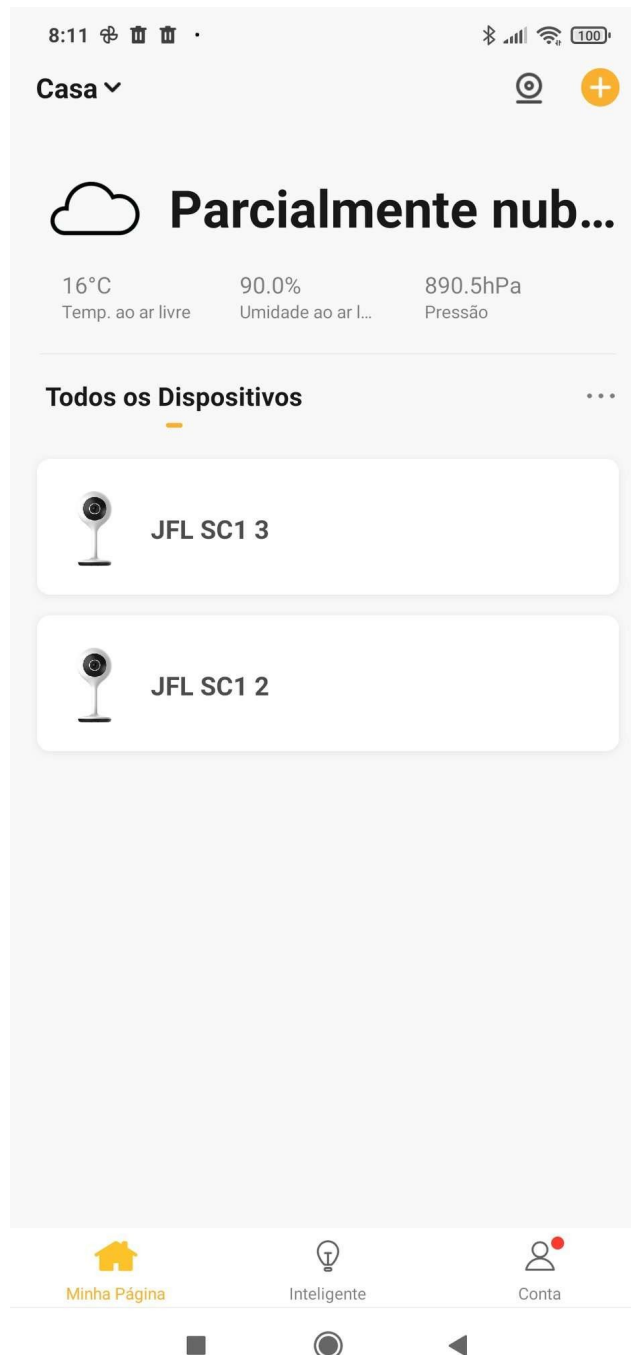 8:11
100
Casa
Parcialmente nub...
16°C 90.0% 890.5hPa
Temp. ao ar livre Umidade ao ar l... Pressão
Todos os Dispositivos
JFL SC1 3
JFL SC1 2
Minha Página Inteligente Conta